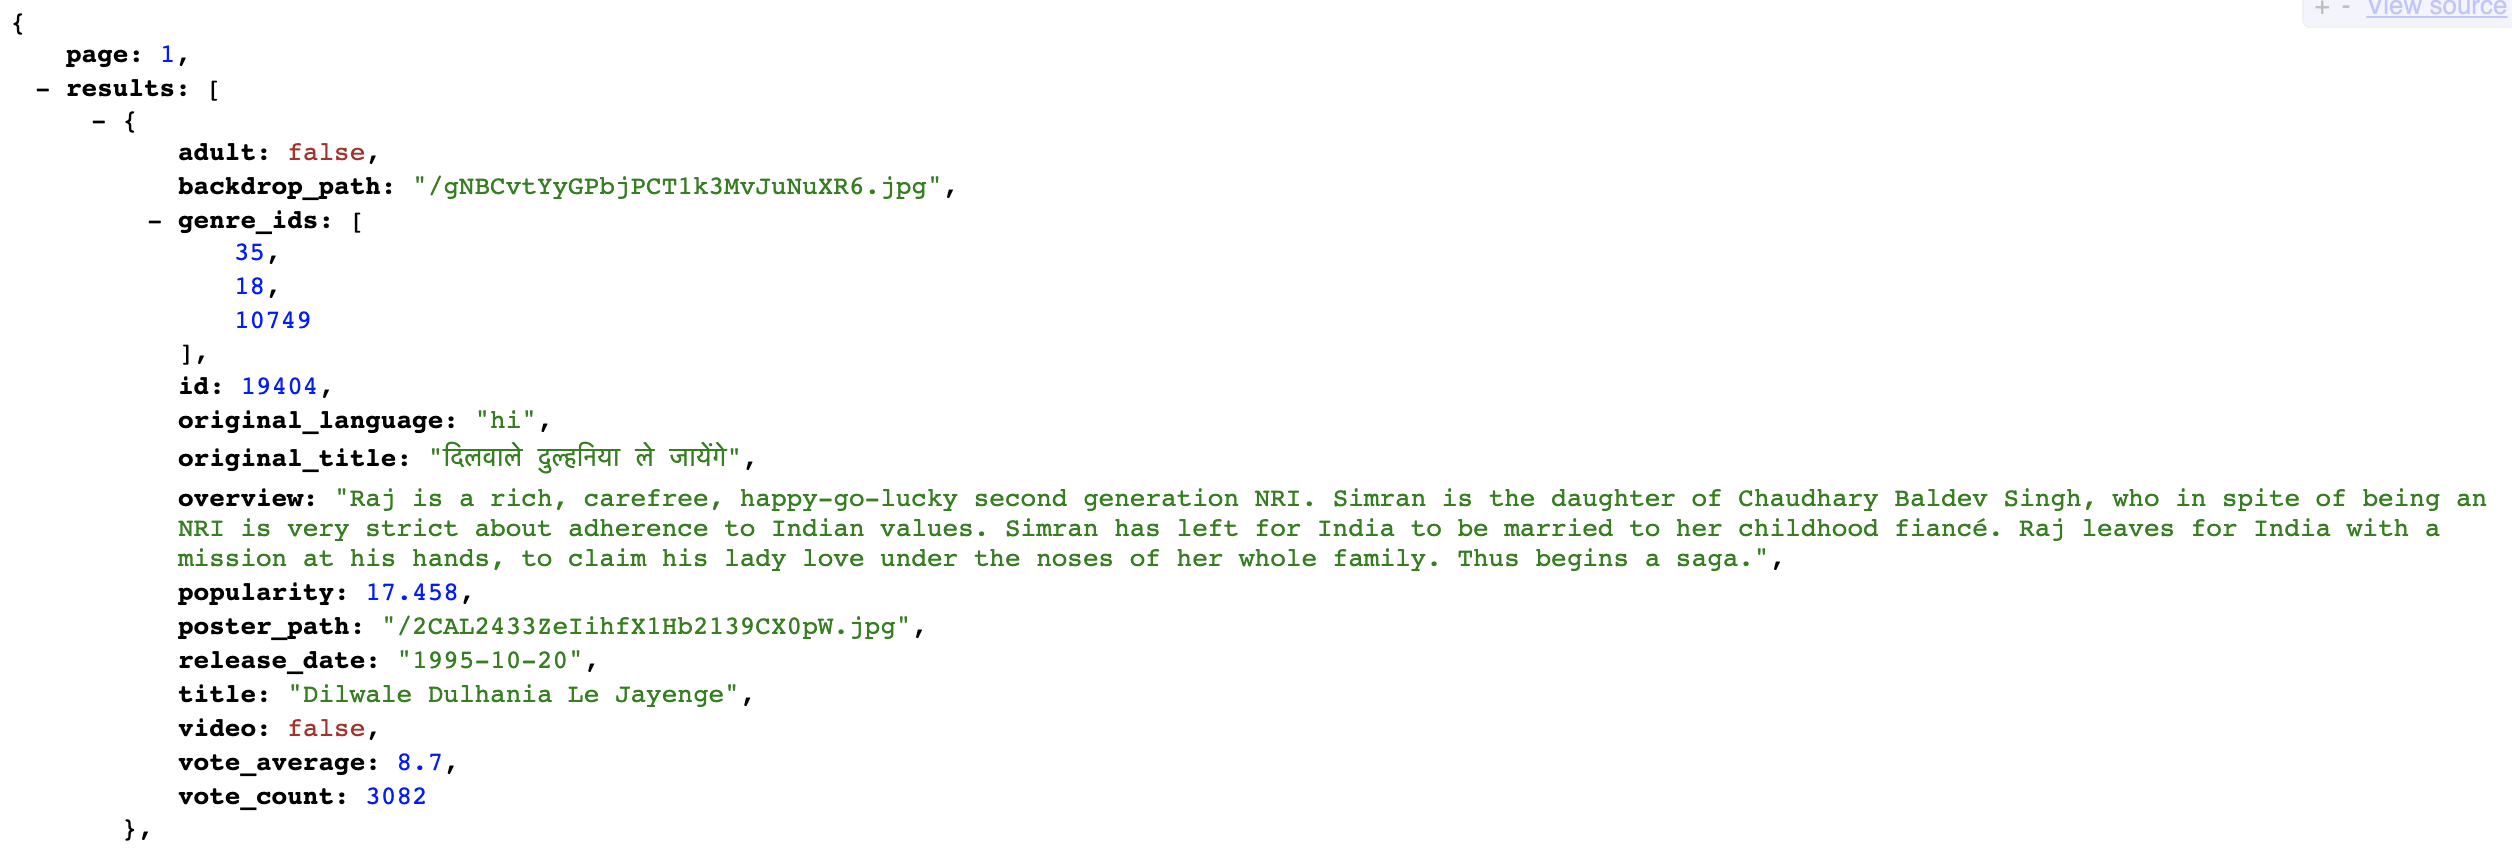 + - View source
{
page: 1,
- results: [
- {
adult: false,
backdrop_path: "/gNBCvtYyGPbjPCT1k3MvJuNuXR6.jpg",
- genre_ids: [
35,
18,
10749
],
id: 19404,
original_language: "hi",
original_title: "दिलवाले दुल्हनिया ले जायेंगे",
overview: "Raj is a rich, carefree, happy-go-lucky second generation NRI. Simran is the daughter of Chaudhary Baldev Singh, who in spite of being an
NRI is very strict about adherence to Indian values. Simran has left for India to be married to her childhood fiancé. Raj leaves for India with a
mission at his hands, to claim his lady love under the noses of her whole family. Thus begins a saga.",
popularity: 17.458,
poster_path: "/2CAL2433ZeIihfX1Hb2139CX0pW.jpg",
release_date: "1995-10-20",
title: "Dilwale Dulhania Le Jayenge",
video: false,
vote_average: 8.7,
vote_count: 3082
},